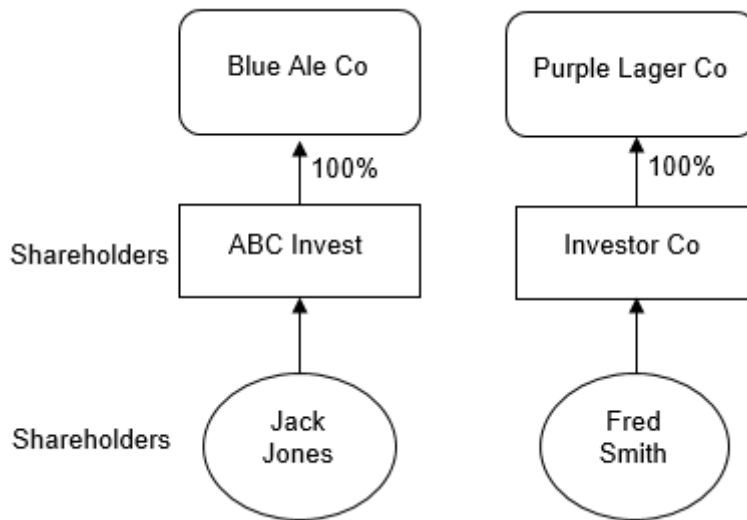 Blue Ale Co
Purple Lager Co
100%
100%
Shareholders
ABC Invest
Investor Co
Shareholders
Jack
Jones
Fred
Smith